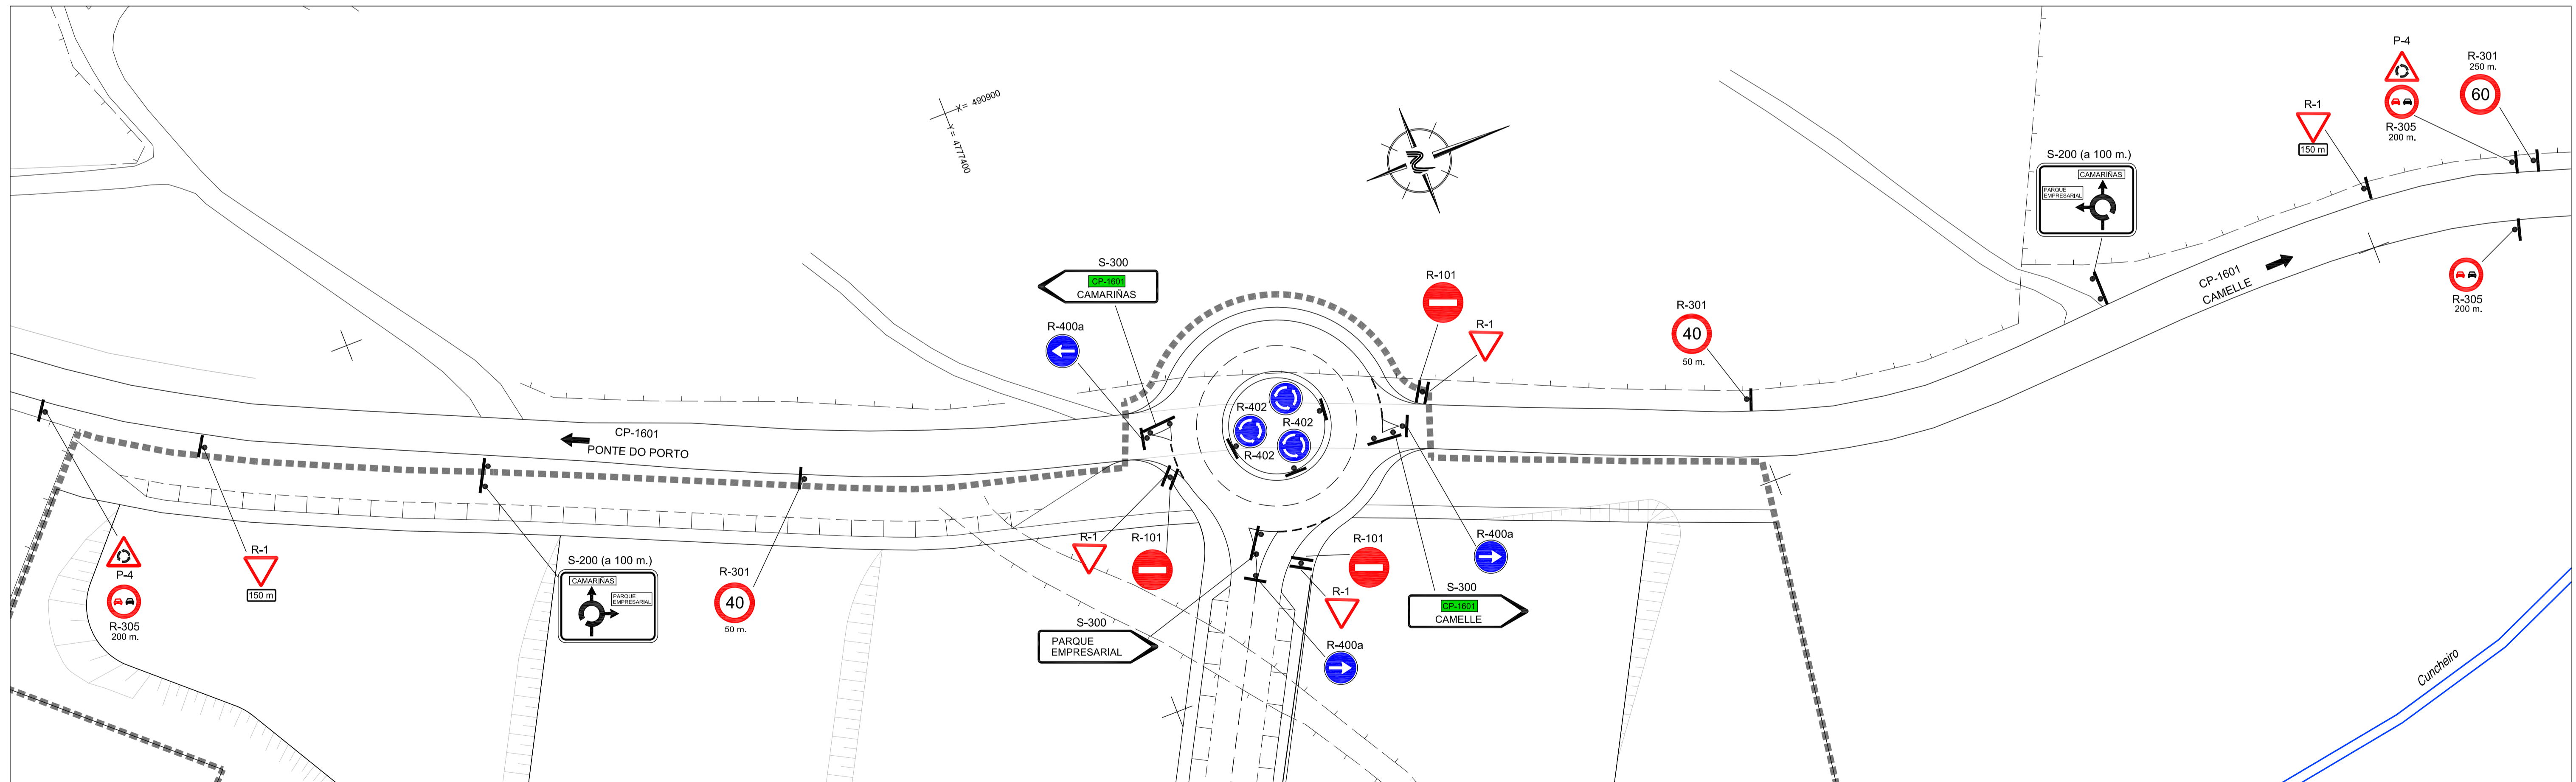 X= 490900
Y= 4777400
P-4
R-305
200 m.
R-301
250 m.
60
R-1
150 m
S-200 (a 100 m.)
CAMARIÑAS
PARQUE
EMPRESARIAL
CP-1601
CAMELLE
R-305
200 m.
S-300
CP-1601
CAMARIÑAS
R-400a
R-101
R-1
R-301
40
50 m.
R-402
R-402
R-402
CP-1601
PONTE DO PORTO
P-4
R-305
200 m.
R-1
150 m
S-200 (a 100 m.)
CAMARIÑAS
PARQUE
EMPRESARIAL
R-301
40
50 m.
R-1
R-101
S-300
PARQUE
EMPRESARIAL
R-101
R-1
R-400a
R-400a
S-300
CP-1601
CAMELLE
Cuncheiro